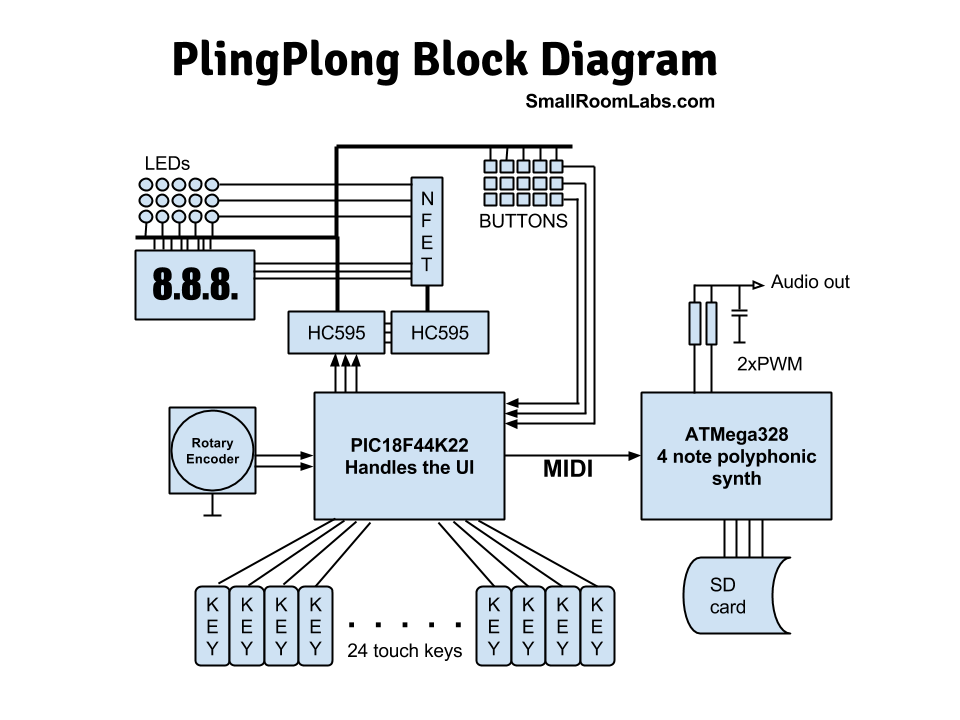 PlingPlong Block Diagram
SmallRoomLabs.com
LEDs
N
F
E
T
BUTTONS
8.8.8.
Audio out
HC595
HC595
2xPWM
Rotary
Encoder
PIC18F44K22
Handles the UI
MIDI
ATMega328
4 note polyphonic
synth
SD
card
K
E
Y
K
E
Y
K
E
Y
K
E
Y
. . . . .
24 touch keys
K
E
Y
K
E
Y
K
E
Y
K
E
Y